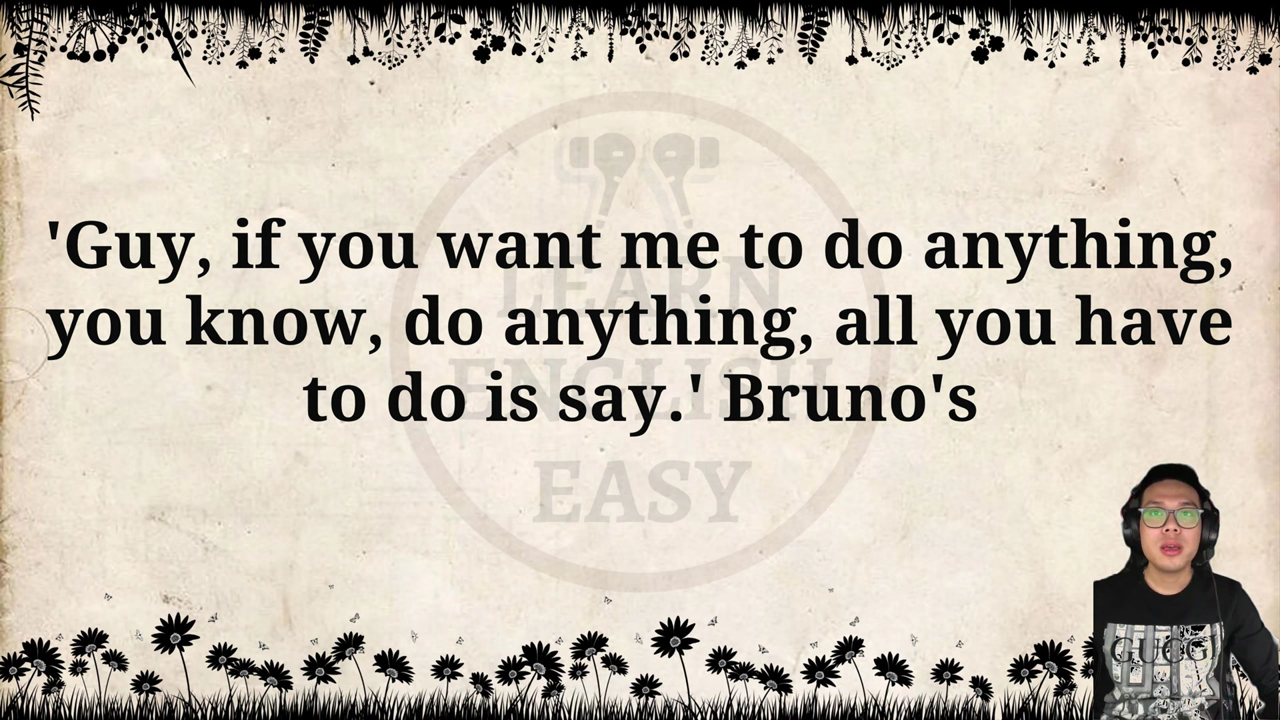 'Guy, if you want me to do anything,
you know, do anything, all you have
to do is say.' Bruno's
LEARN
ENGLISH
EASY
GUCCI